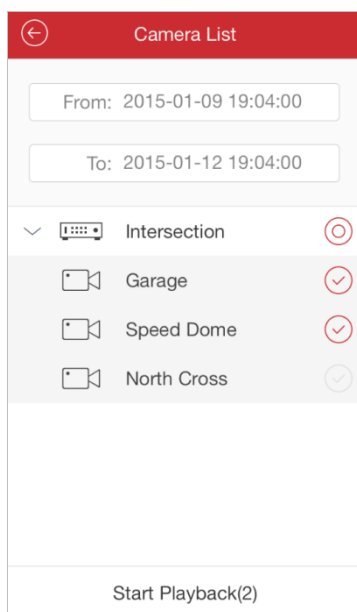 Camera List
From: 2015-01-09 19:04:00
To: 2015-01-12 19:04:00
Intersection
Garage
Speed Dome
North Cross
Start Playback(2)